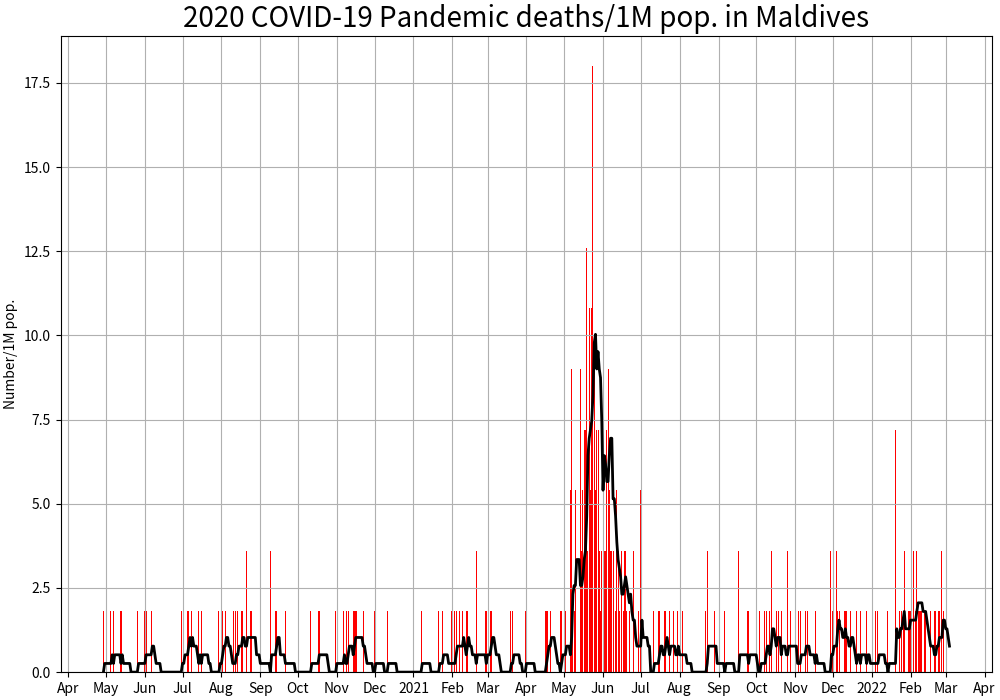 2020 COVID-19 Pandemic deaths/1M pop. in Maldives
Number/1M pop.
17.5
15.0
12.5
10.0
7.5
5.0
2.5
0.0
Apr May Jun Jul Aug Sep Oct Nov Dec 2021 Feb Mar Apr May Jun Jul Aug Sep Oct Nov Dec 2022 Feb Mar Apr